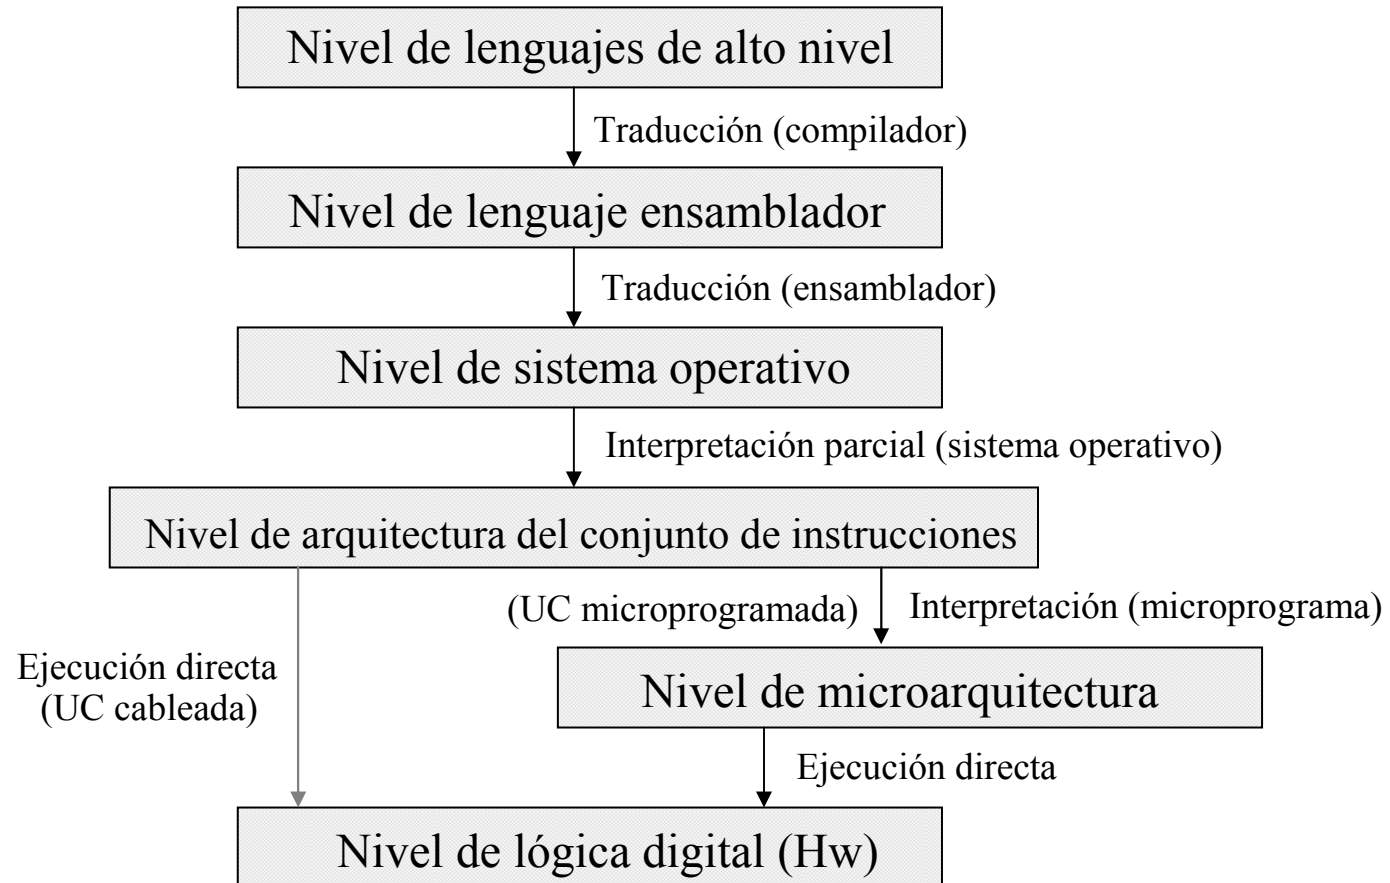 Nivel de lenguajes de alto nivel
Traducción (compilador)
Nivel de lenguaje ensamblador
Traducción (ensamblador)
Nivel de sistema operativo
Interpretación parcial (sistema operativo)
Nivel de arquitectura del conjunto de instrucciones
(UC microprogramada)
Interpretación (microprograma)
Ejecución directa
(UC cableada)
Nivel de microarquitectura
Ejecución directa
Nivel de lógica digital (Hw)